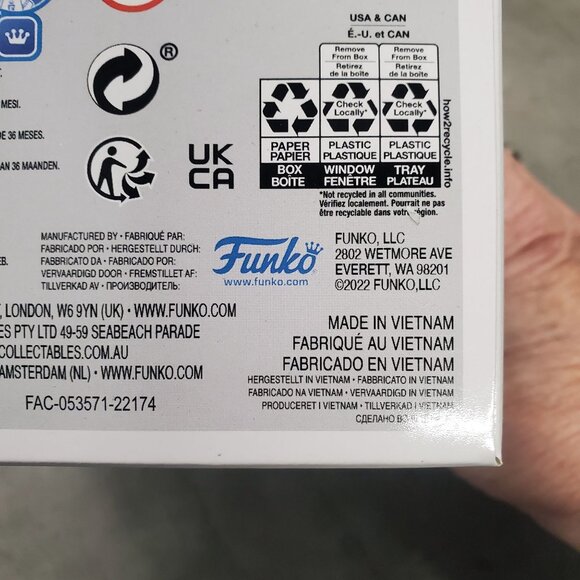 USA & CAN
É.-U. et CAN
Remove
From Box
Retirez
de la boîte
Remove
From Box
Retirez
de la boîte
Check
Locally*
Check
Locally*
PAPER
PAPIER
PLASTIC
PLASTIQUE
PLASTIC
PLASTIQUE
BOX
BOÎTE
WINDOW
FENÊTRE
TRAY
PLATEAU
how2recycle.info
*Not recycled in all communities.
Vérifiez localement. Pourrait ne pas
être recyclable dans votre région.
®
MESI.
DE 36 MESES.
AN 36 MAANDEN.
UK
CA
MANUFACTURED BY • FABRIQUÉ PAR:
FABRICADO POR • HERGESTELLT DURCH:
FABBRICATO DA • FABRICADO POR:
VERVAARDIGD DOOR • FREMSTILLET AF:
TILLVERKAD AV • ПРОИЗВОДИТЕЛЬ:
Funko
www.funko.com
FUNKO, LLC
2802 WETMORE AVE
EVERETT, WA 98201
©2022 FUNKO,LLC
LONDON, W6 9YN (UK) • WWW.FUNKO.COM
ES PTY LTD 49-59 SEABEACH PARADE
COLLECTABLES.COM.AU
AMSTERDAM (NL) • WWW.FUNKO.COM
FAC-053571-22174
MADE IN VIETNAM
FABRIQUÉ AU VIETNAM
FABRICADO EN VIETNAM
HERGESTELLT IN VIETNAM • FABBRICATO IN VIETNAM
FABRICADO NA VIETNAM • VERVAARDIGD IN VIETNAM
PRODUCERET I VIETNAM • TILLVERKAD I VIETNAM
СДЕЛАНО ВО